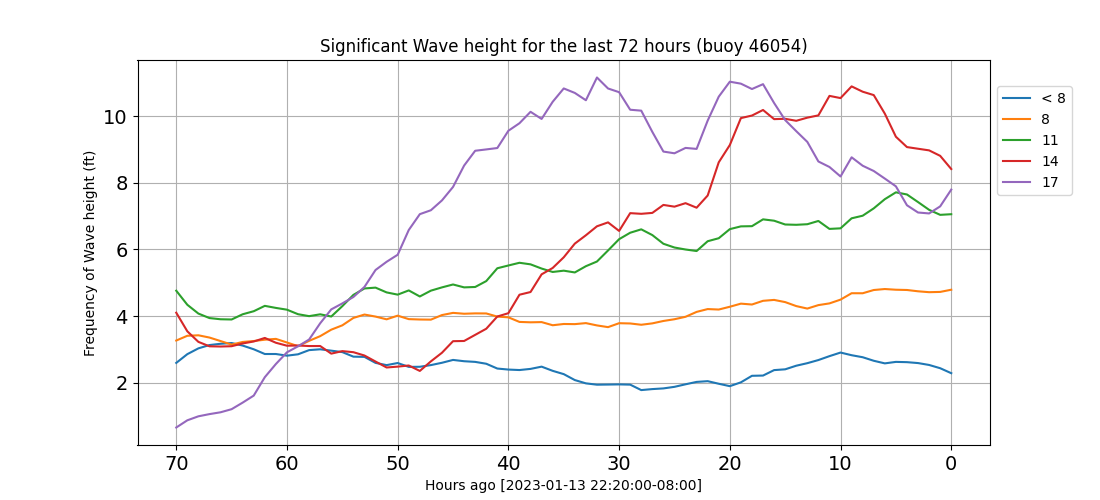 Significant Wave height for the last 72 hours (buoy 46054)
Frequency of Wave height (ft)
10
8
6
4
2
70 60 50 40 30 20 10 0
Hours ago [2023-01-13 22:20:00-08:00]
< 8
8
11
14
17